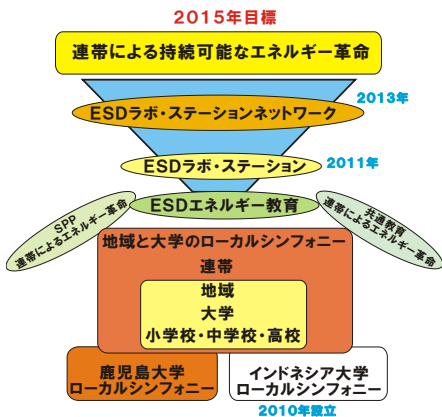 2015年目標
連帯による持続可能なエネルギー革命
2013年
ESDラボ・ステーションネットワーク
2011年
ESDラボ・ステーション
ESDエネルギー教育
SPP
連帯によるエネルギー革命
共通教育
連帯によるエネルギー革命
地域と大学のローカルシンフォニー
連帯
地域
大学
小学校・中学校・高校
鹿児島大学
ローカルシンフォニー
インドネシア大学
ローカルシンフォニー
2010年設立